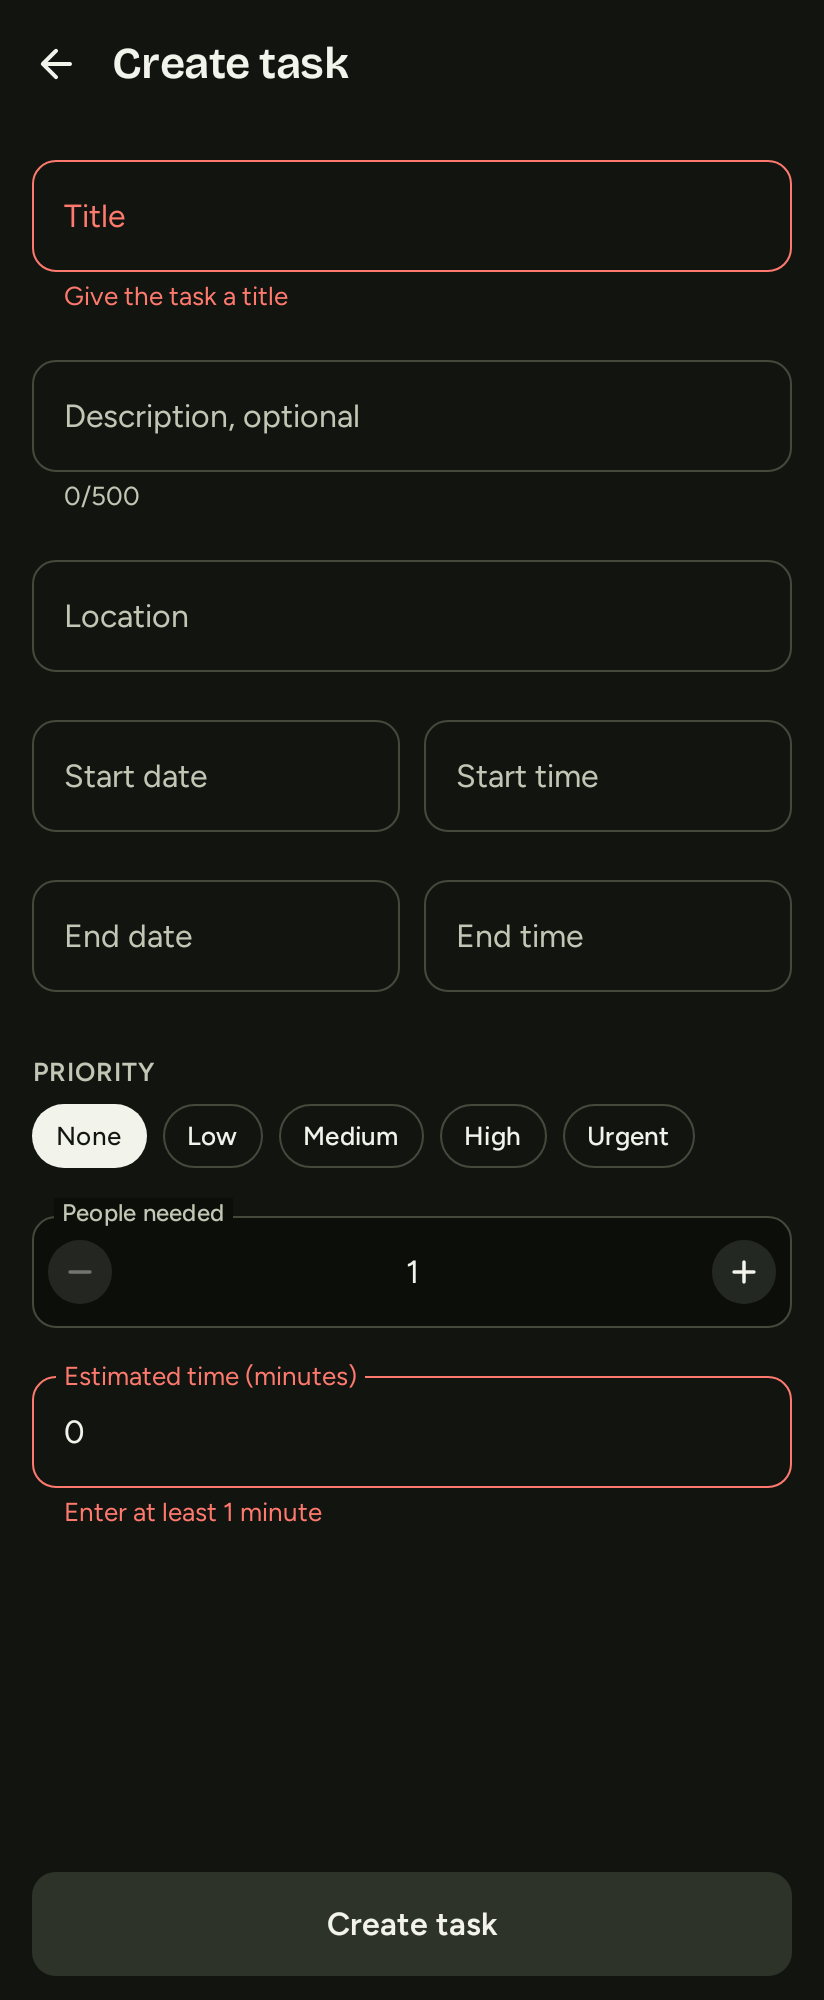 Create task
Title
Give the task a title
Description, optional
0/500
Location
Start date
Start time
End date
End time
PRIORITY
None Low Medium High Urgent
People needed
1
Estimated time (minutes)
0
Enter at least 1 minute
Create task